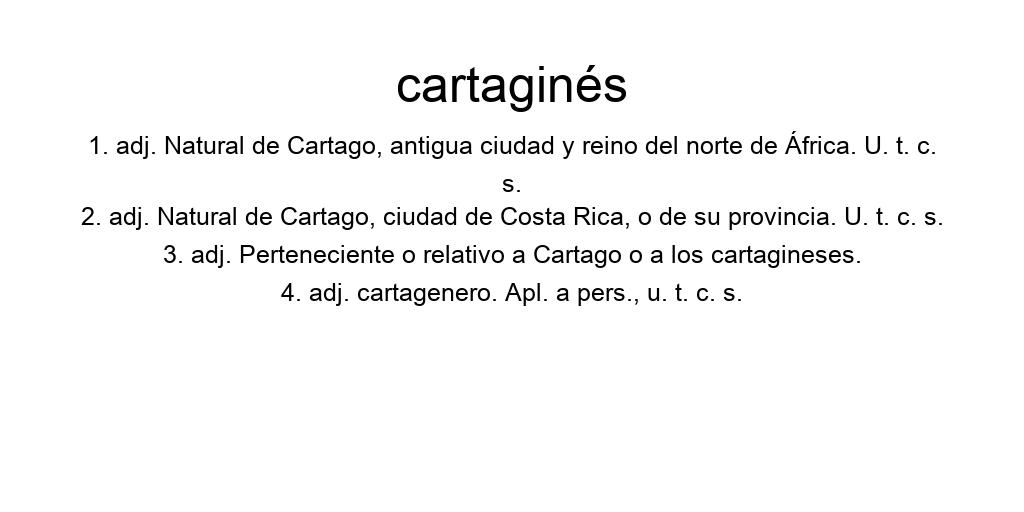 cartaginés
1. adj. Natural de Cartago, antigua ciudad y reino del norte de África. U. t. c.
s.
2. adj. Natural de Cartago, ciudad de Costa Rica, o de su provincia. U. t. c. s.
3. adj. Perteneciente o relativo a Cartago o a los cartagineses.
4. adj. cartagenero. Apl. a pers., u. t. c. s.